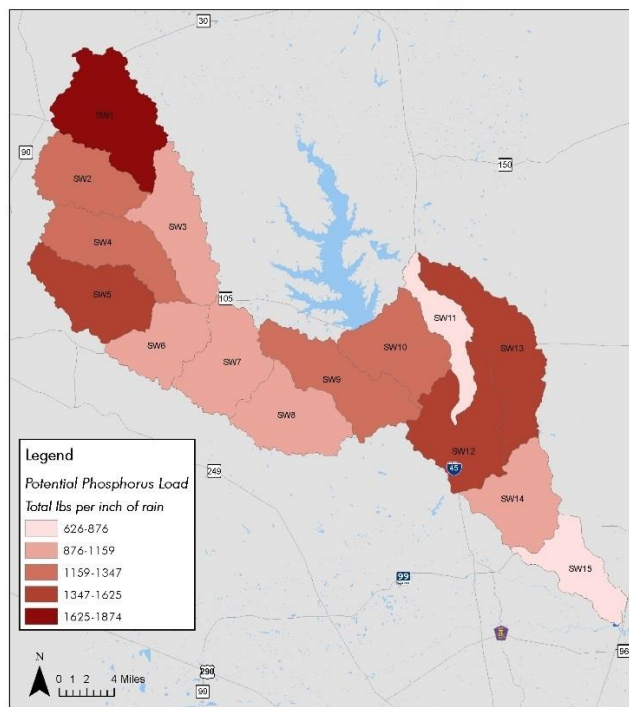 30
SW1
90
150
SW2
SW3
SW4
SW5
105
SW11
SW6
SW10
SW13
SW7
SW9
SW8
SW12
45
249
SW14
SW15
99
96
290
99
Legend
Potential Phosphorus Load
Total lbs per inch of rain
626-876
876-1159
1159-1347
1347-1625
1625-1874
N
0 1 2 4 Miles